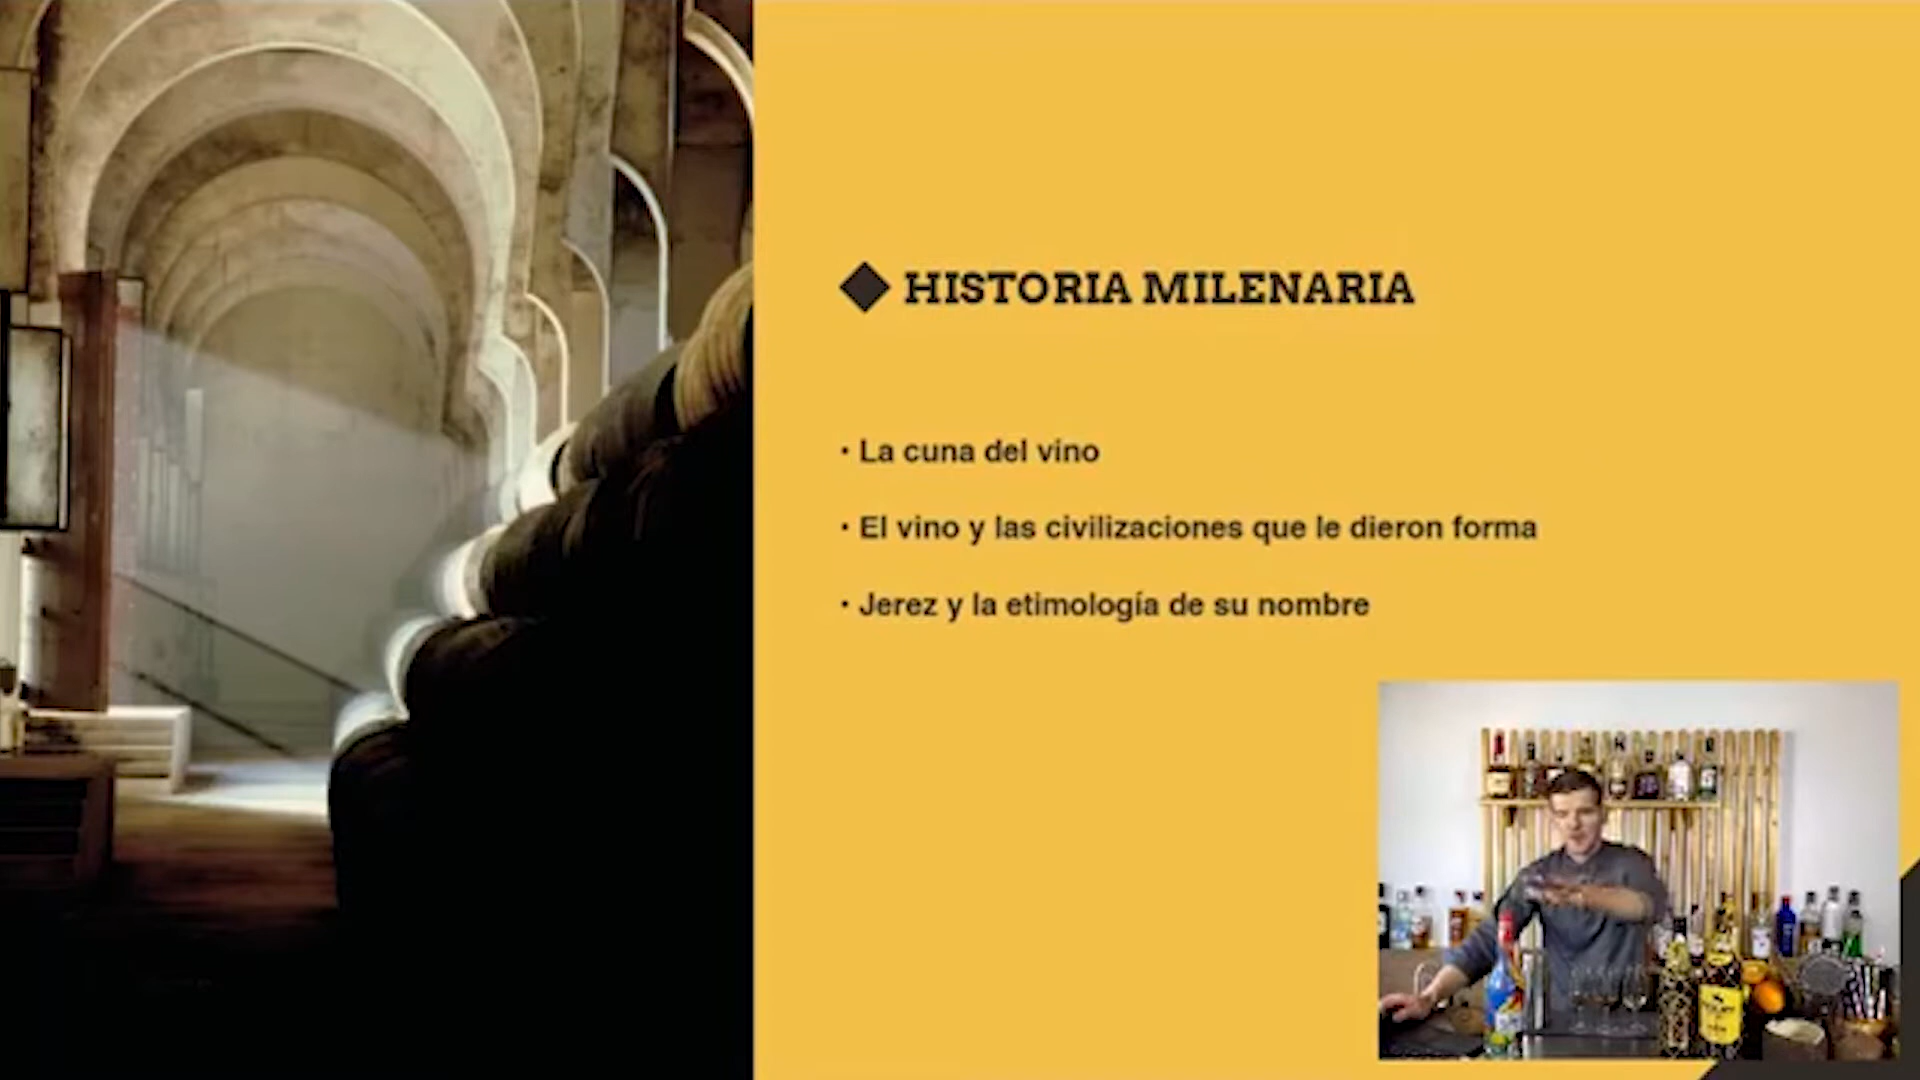 HISTORIA MILENARIA
• La cuna del vino
• El vino y las civilizaciones que le dieron forma
• Jerez y la etimología de su nombre